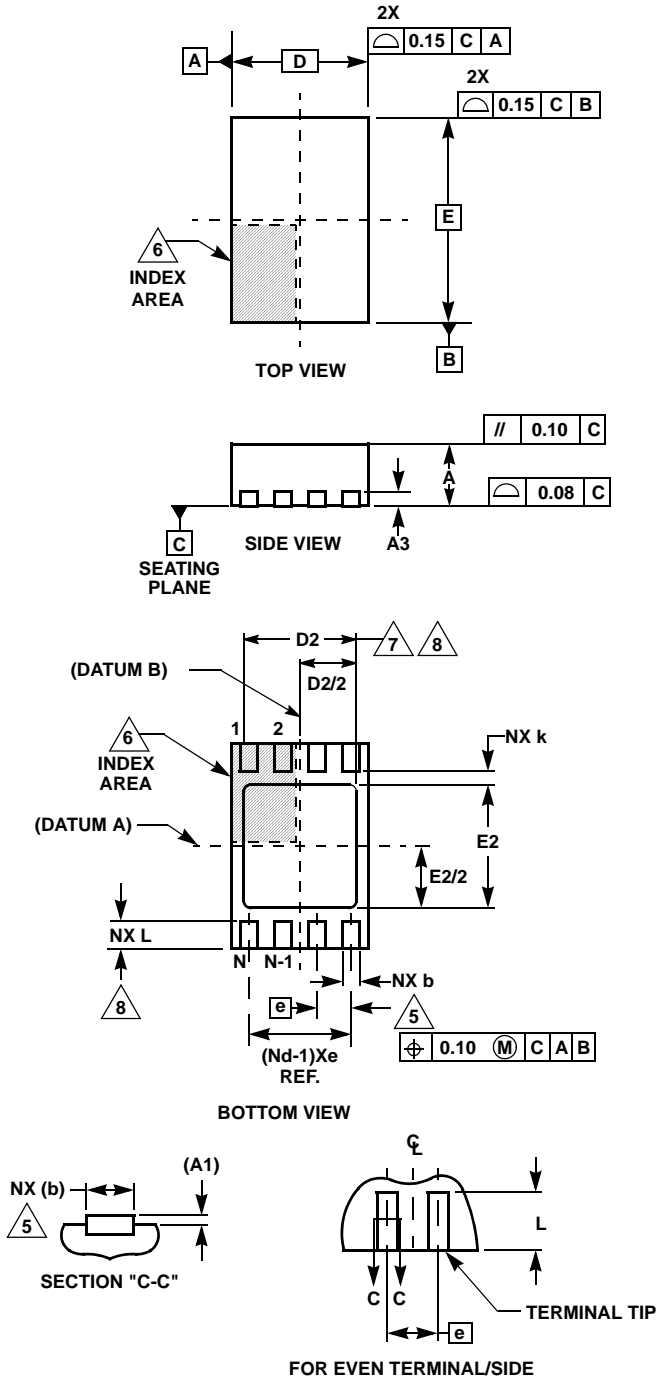 2X
⌓ 0.15 C A
A D
2X
⌓ 0.15 C B
E
6
INDEX
AREA
B
TOP VIEW
// 0.10 C
A
⌓ 0.08 C
C
SEATING
PLANE
SIDE VIEW
A3
D2
7 8
(DATUM B)
D2/2
6
INDEX
AREA
1 2
NX k
(DATUM A)
E2
E2/2
NX L
N N-1
NX b
8
e
5
(Nd-1)Xe
REF.
⌖ 0.10 Ⓜ C A B
BOTTOM VIEW
(A1)
NX (b)
5
SECTION "C-C"
℄
L
C C
TERMINAL TIP
e
FOR EVEN TERMINAL/SIDE